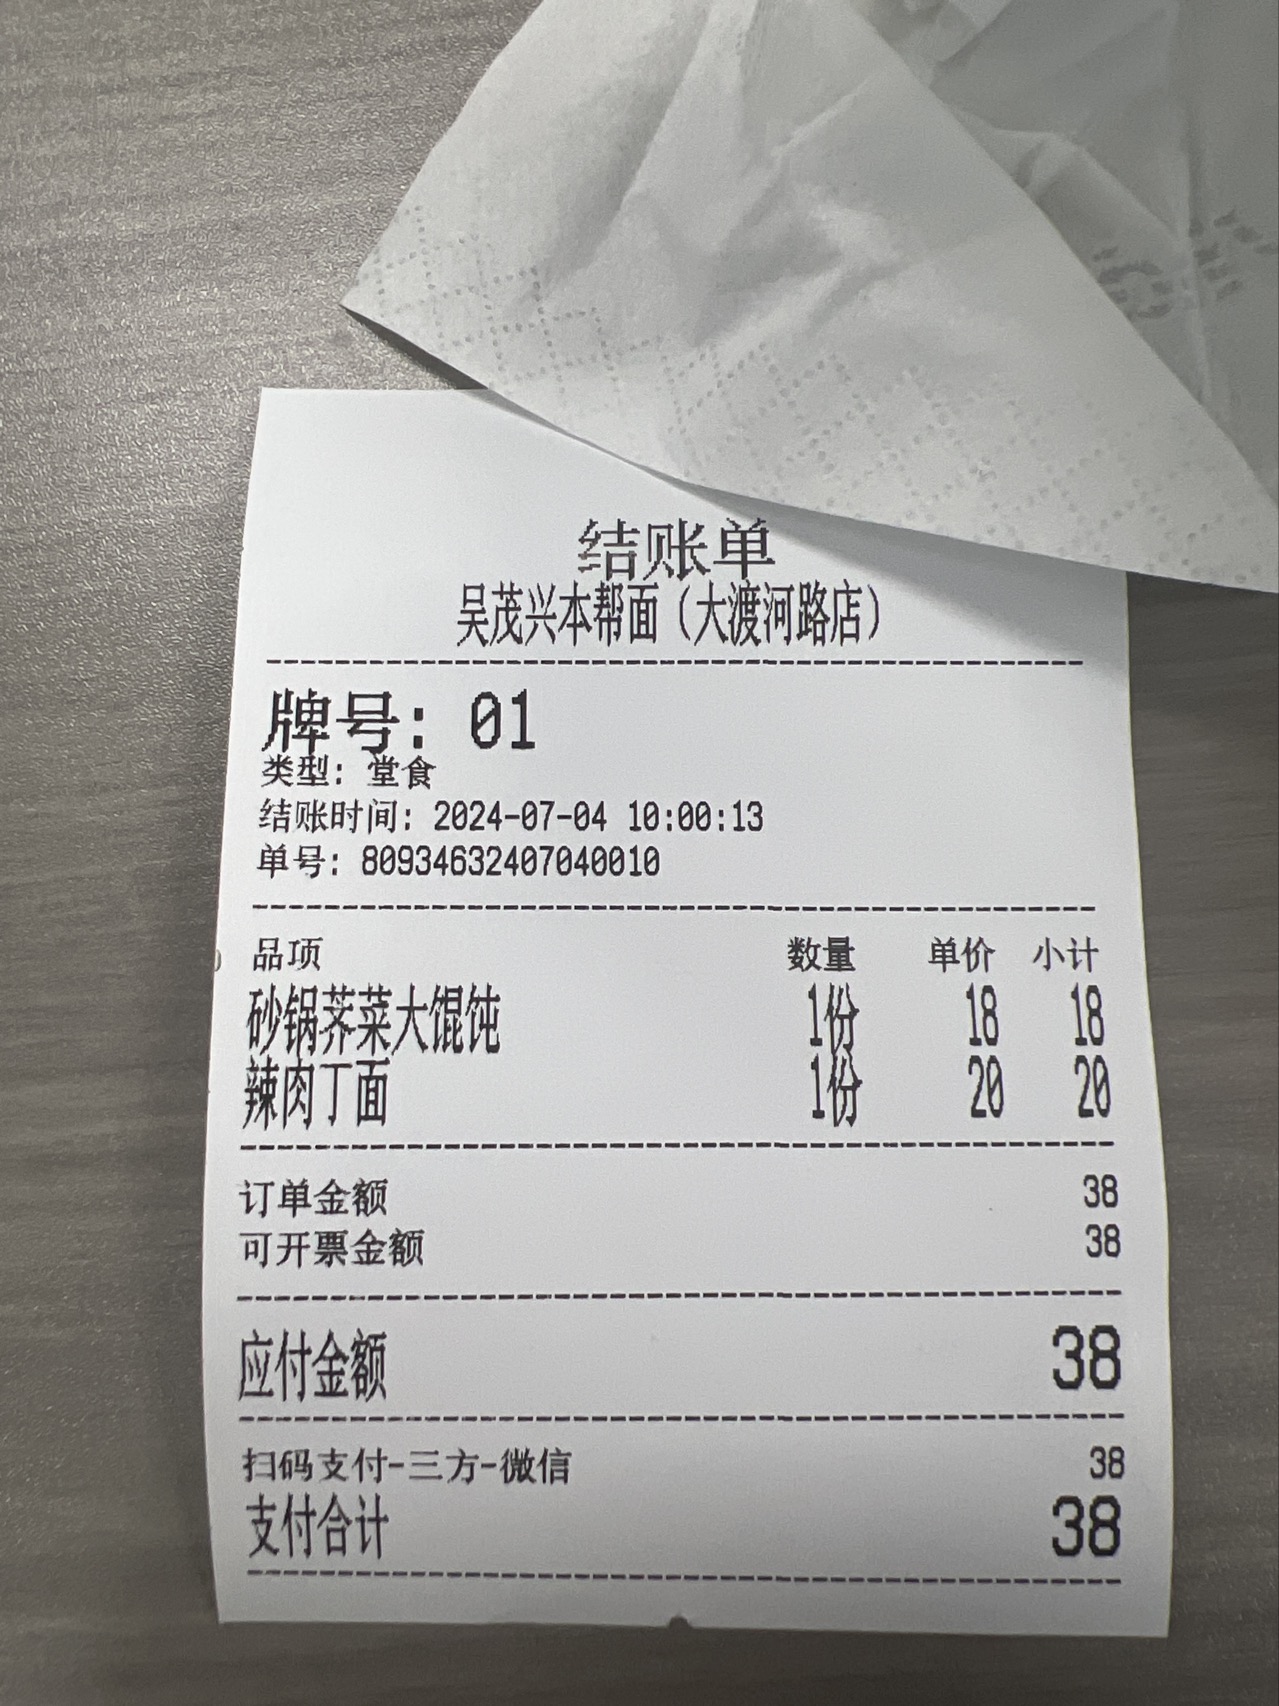 结账单
吴茂兴本帮面（大渡河路店）
牌号: 01
类型: 堂食
结账时间: 2024-07-04 10:00:13
单号: 80934632407040010
品项 数量 单价 小计
砂锅荠菜大馄饨 1份 18 18
辣肉丁面 1份 20 20
订单金额 38
可开票金额 38
应付金额 38
扫码支付-三方-微信 38
支付合计 38